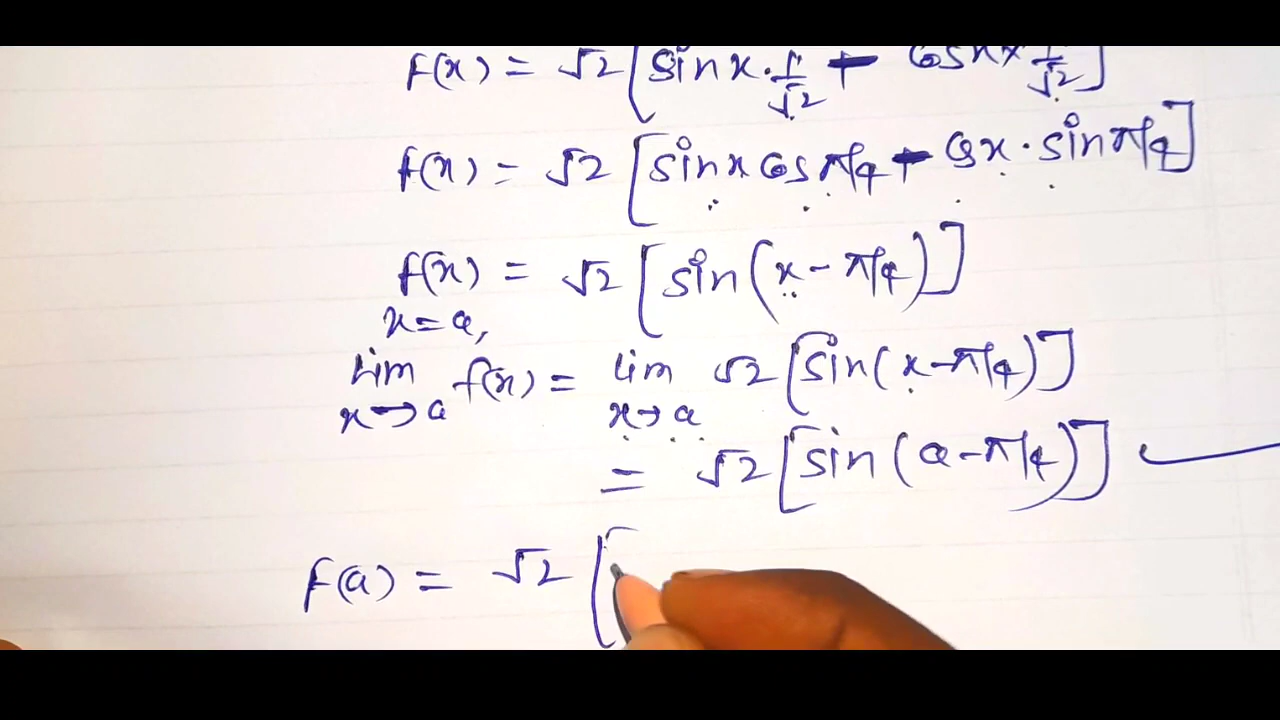 f(x) = √2 [sin x · 1/√2 - cos x × 1/√2]
f(x) = √2 [sin x cos π/4 - cos x · sin π/4]
f(x) = √2 [sin (x - π/4)]
x = a,
lim x→a f(x) = lim x→a √2 [sin (x - π/4)]
= √2 [sin (a - π/4)]
f(a) = √2 [